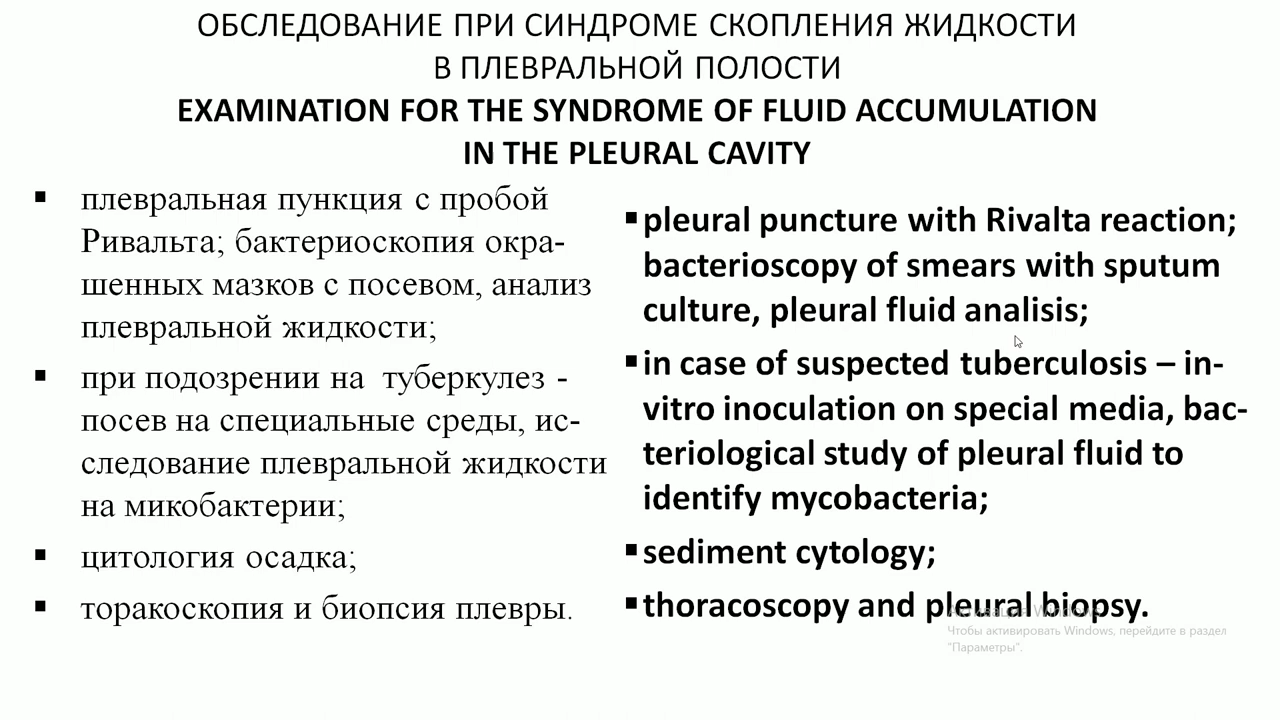 ОБСЛЕДОВАНИЕ ПРИ СИНДРОМЕ СКОПЛЕНИЯ ЖИДКОСТИ
В ПЛЕВРАЛЬНОЙ ПОЛОСТИ
EXAMINATION FOR THE SYNDROME OF FLUID ACCUMULATION
IN THE PLEURAL CAVITY
▪ плевральная пункция с пробой
Ривальта; бактериоскопия окра-
шенных мазков с посевом, анализ
плевральной жидкости;
▪ при подозрении на туберкулез -
посев на специальные среды, ис-
следование плевральной жидкости
на микобактерии;
▪ цитология осадка;
▪ торакоскопия и биопсия плевры.
▪ pleural puncture with Rivalta reaction;
bacterioscopy of smears with sputum
culture, pleural fluid analisis;
▪ in case of suspected tuberculosis – in-
vitro inoculation on special media, bac-
teriological study of pleural fluid to
identify mycobacteria;
▪ sediment cytology;
▪ thoracoscopy and pleural biopsy.
Активация Windows
Чтобы активировать Windows, перейдите в раздел
"Параметры".